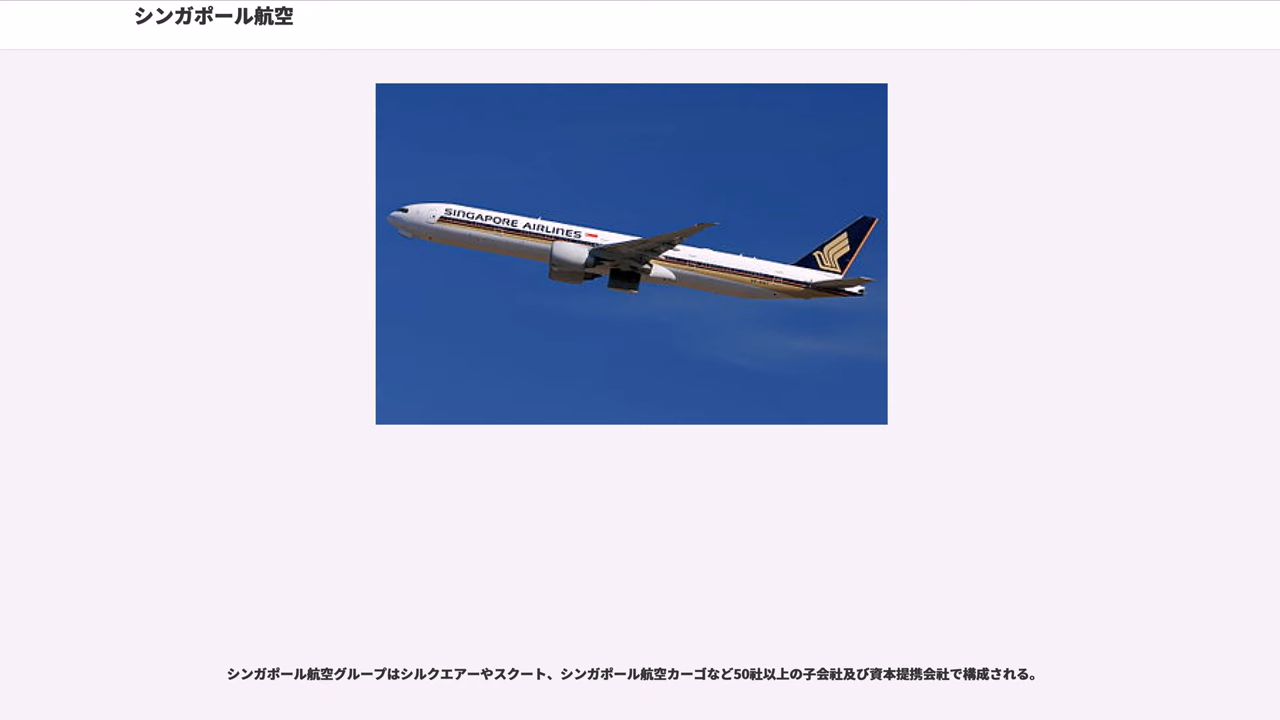 シンガポール航空
SINGAPORE AIRLINES
シンガポール航空グループはシルクエアーやスクート、シンガポール航空カーゴなど50社以上の子会社及び資本提携会社で構成される。